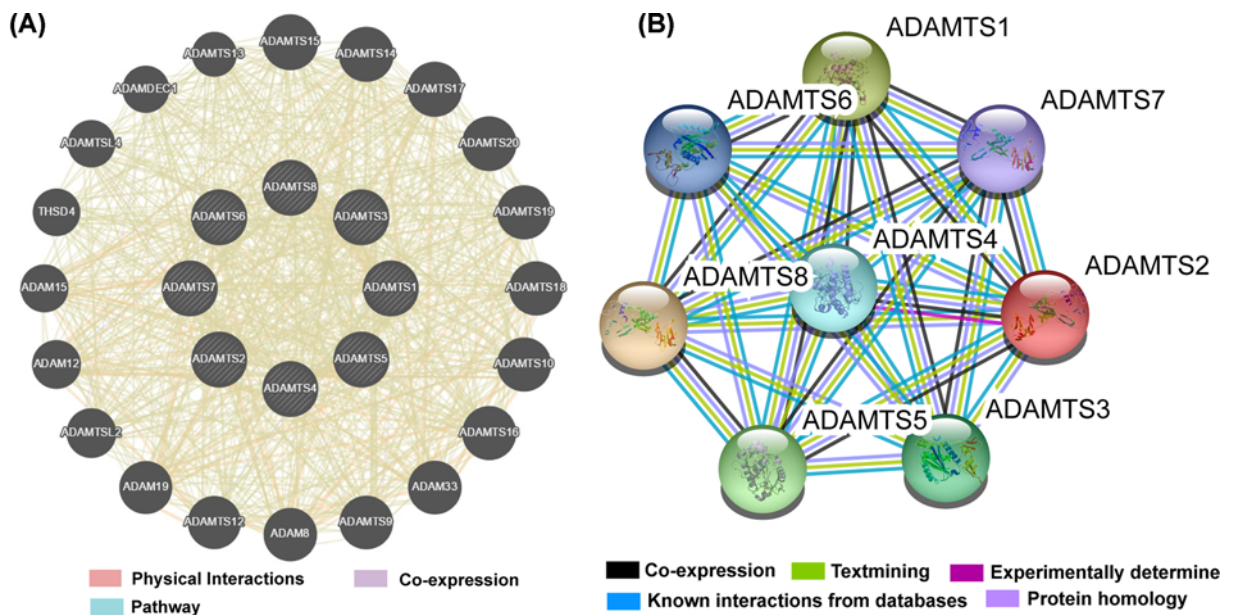 (A)
ADAMTS15
ADAMTS13
ADAMTS14
ADAMDEC1
ADAMTS17
ADAMTSL4
ADAMTS20
ADAMTS8
ADAMTS6
ADAMTS3
THSD4
ADAMTS19
ADAM15
ADAMTS7
ADAMTS1
ADAMTS18
ADAM12
ADAMTS2
ADAMTS5
ADAMTS10
ADAMTS4
ADAMTSL2
ADAMTS16
ADAM19
ADAM33
ADAMTS12
ADAM8
ADAMTS9
Physical Interactions
Co-expression
Pathway
(B)
ADAMTS1
ADAMTS6
ADAMTS7
ADAMTS4
ADAMTS8
ADAMTS2
ADAMTS5
ADAMTS3
Co-expression
Textmining
Experimentally determine
Known interactions from databases
Protein homology